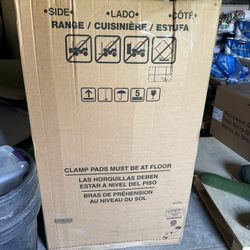 •SIDE• •LADO• •CÔTÉ•
RANGE / CUISINIÈRE / ESTUFA
5
CLAMP PADS MUST BE AT FLOOR
LAS HORQUILLAS DEBEN
ESTAR A NIVEL DEL PISO
BRAS DE PRÉHENSION
AU NIVEAU DU SOL